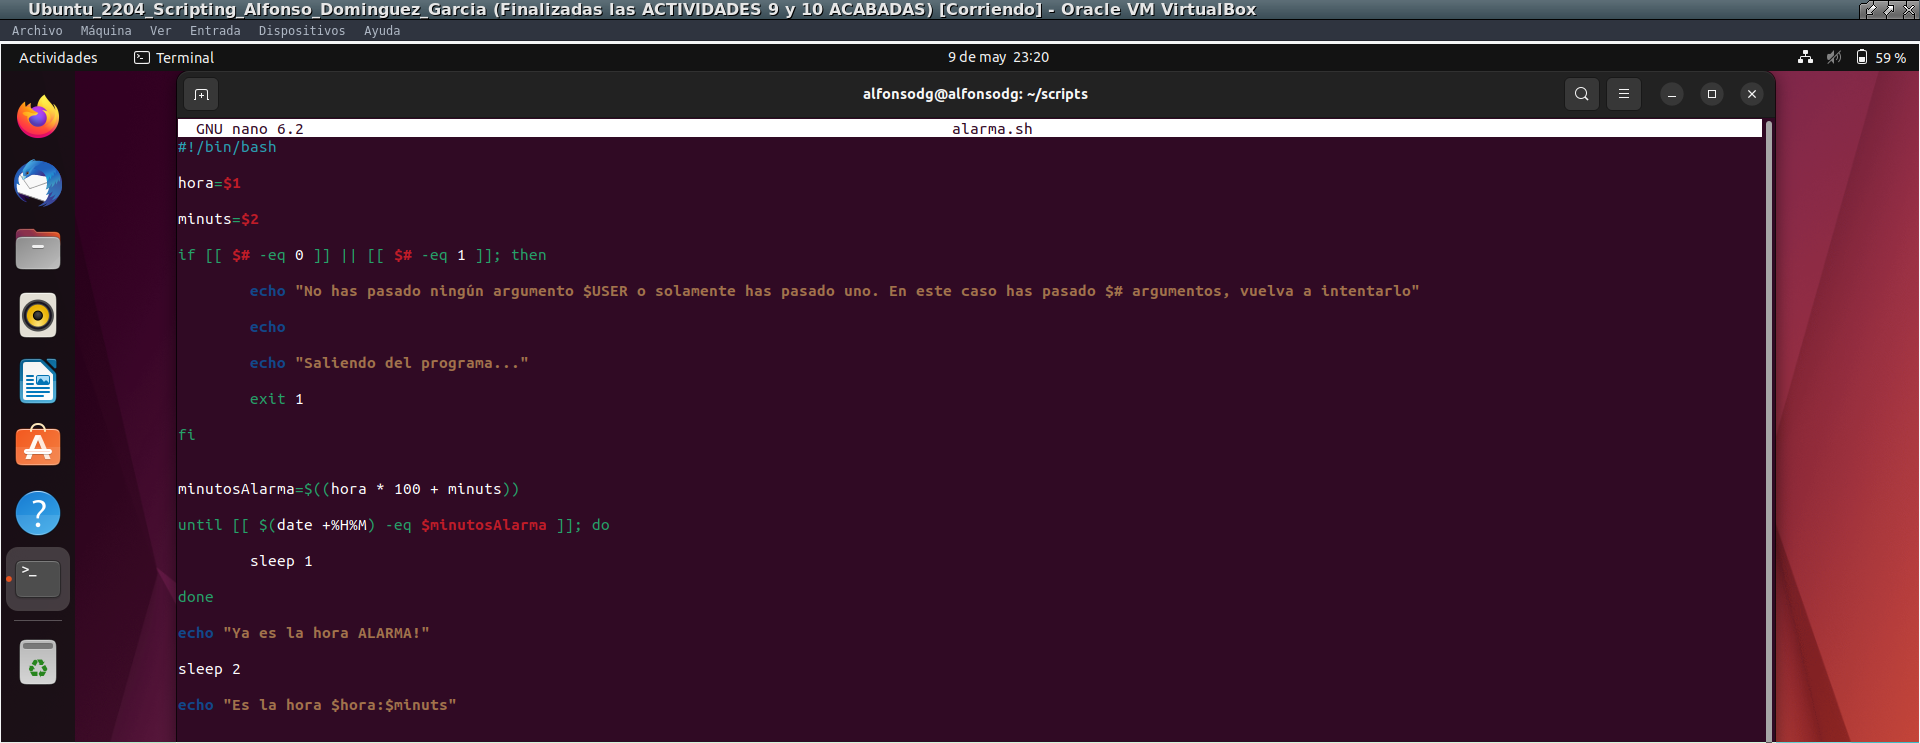 Ubuntu_2204_Scripting_Alfonso_Dominguez_Garcia (Finalizadas las ACTIVIDADES 9 y 10 ACABADAS) [Corriendo] - Oracle VM VirtualBox
Archivo Máquina Ver Entrada Dispositivos Ayuda
Actividades Terminal 9 de may 23:20 59 %
alfonsodg@alfonsodg: ~/scripts
GNU nano 6.2 alarma.sh
#!/bin/bash
hora=$1
minuts=$2
if [[ $# -eq 0 ]] || [[ $# -eq 1 ]]; then
echo "No has pasado ningún argumento $USER o solamente has pasado uno. En este caso has pasado $# argumentos, vuelva a intentarlo"
echo
echo "Saliendo del programa..."
exit 1
fi
minutosAlarma=$((hora * 100 + minuts))
until [[ $(date +%H%M) -eq $minutosAlarma ]]; do
sleep 1
done
echo "Ya es la hora ALARMA!"
sleep 2
echo "Es la hora $hora:$minuts"